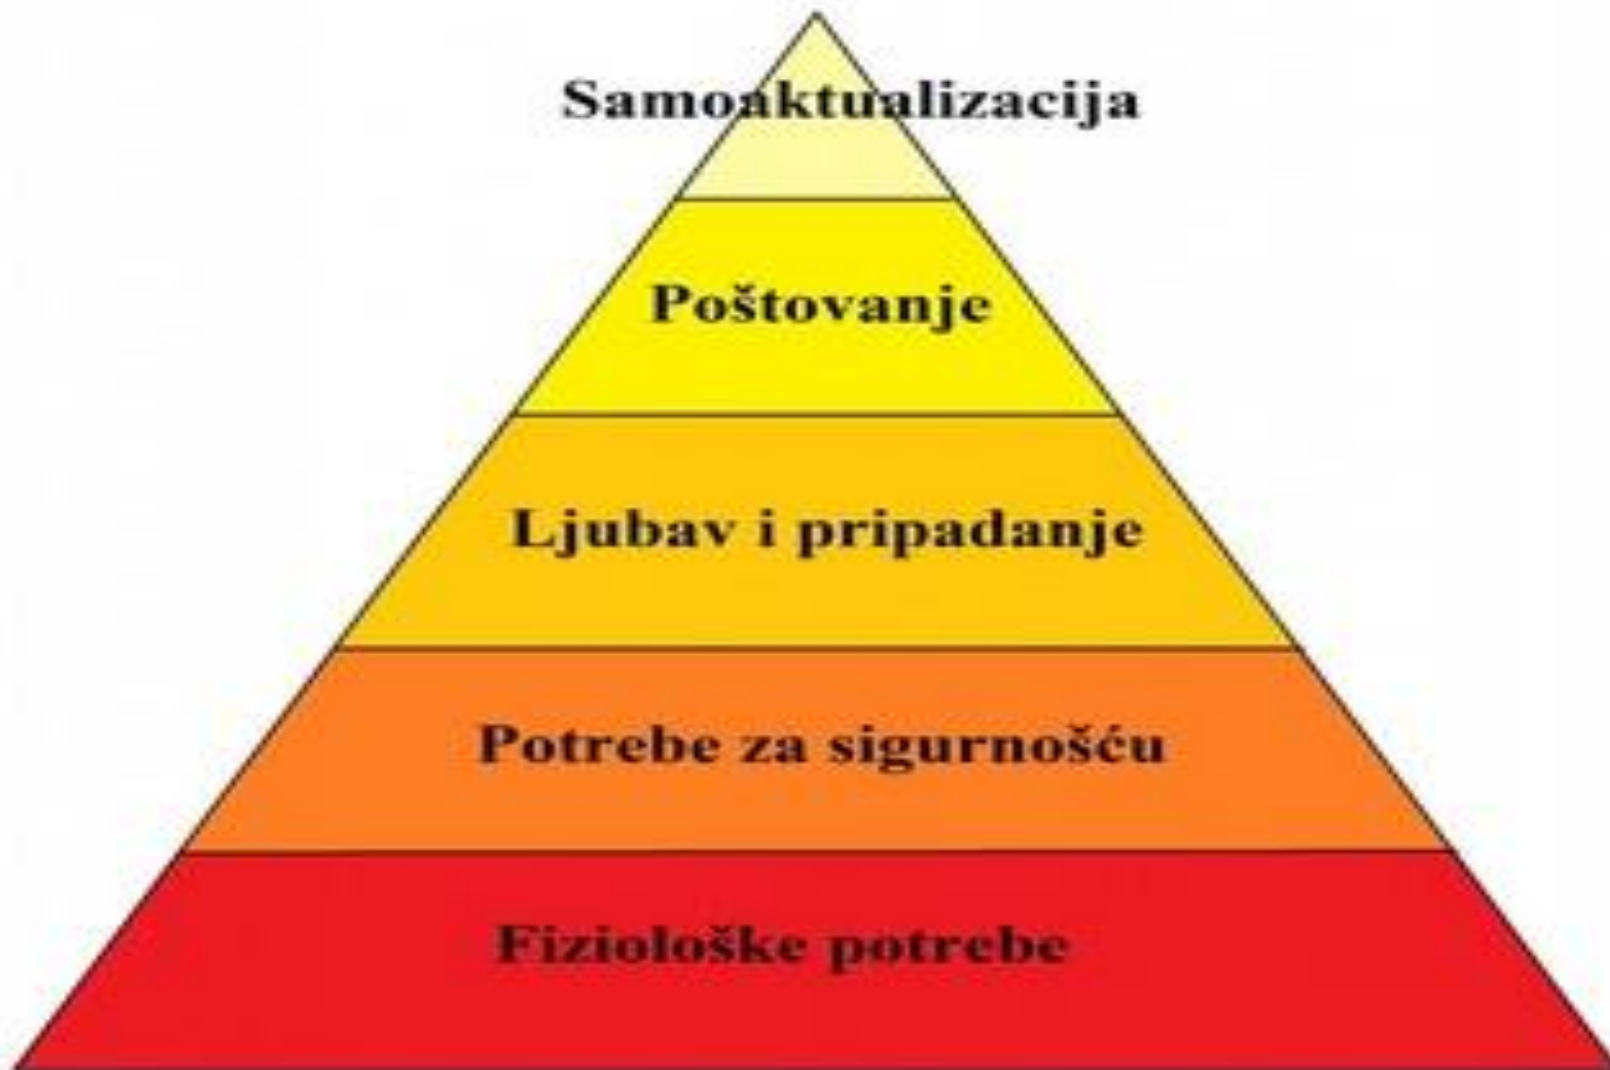 Samoaktualizacija
Poštovanje
Ljubav i pripadanje
Potrebe za sigurnošću
Fiziološke potrebe